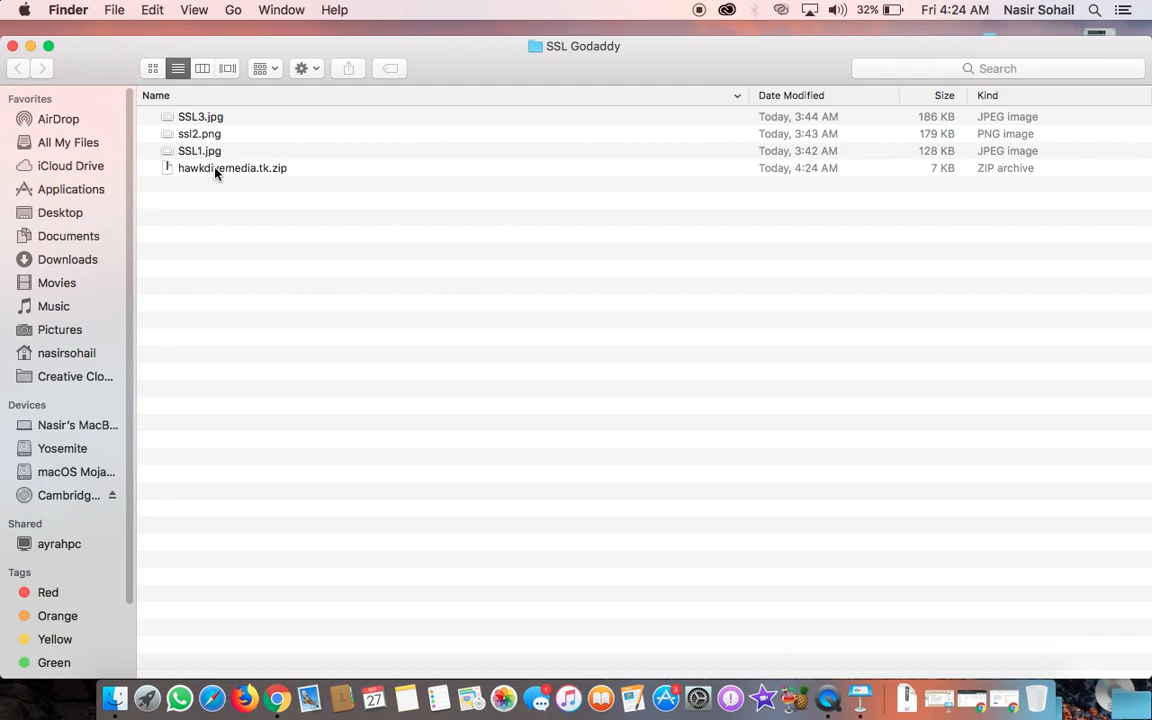 Finder File Edit View Go Window Help 32% Fri 4:24 AM Nasir Sohail
SSL Godaddy
Search
Favorites
AirDrop
All My Files
iCloud Drive
Applications
Desktop
Documents
Downloads
Movies
Music
Pictures
nasirsohail
Creative Clo...
Devices
Nasir's MacB...
Yosemite
macOS Moja...
Cambridg...
Shared
ayrahpc
Tags
Red
Orange
Yellow
Green
Name Date Modified Size Kind
SSL3.jpg Today, 3:44 AM 186 KB JPEG image
ssl2.png Today, 3:43 AM 179 KB PNG image
SSL1.jpg Today, 3:42 AM 128 KB JPEG image
hawkdivemedia.tk.zip Today, 4:24 AM 7 KB ZIP archive
27